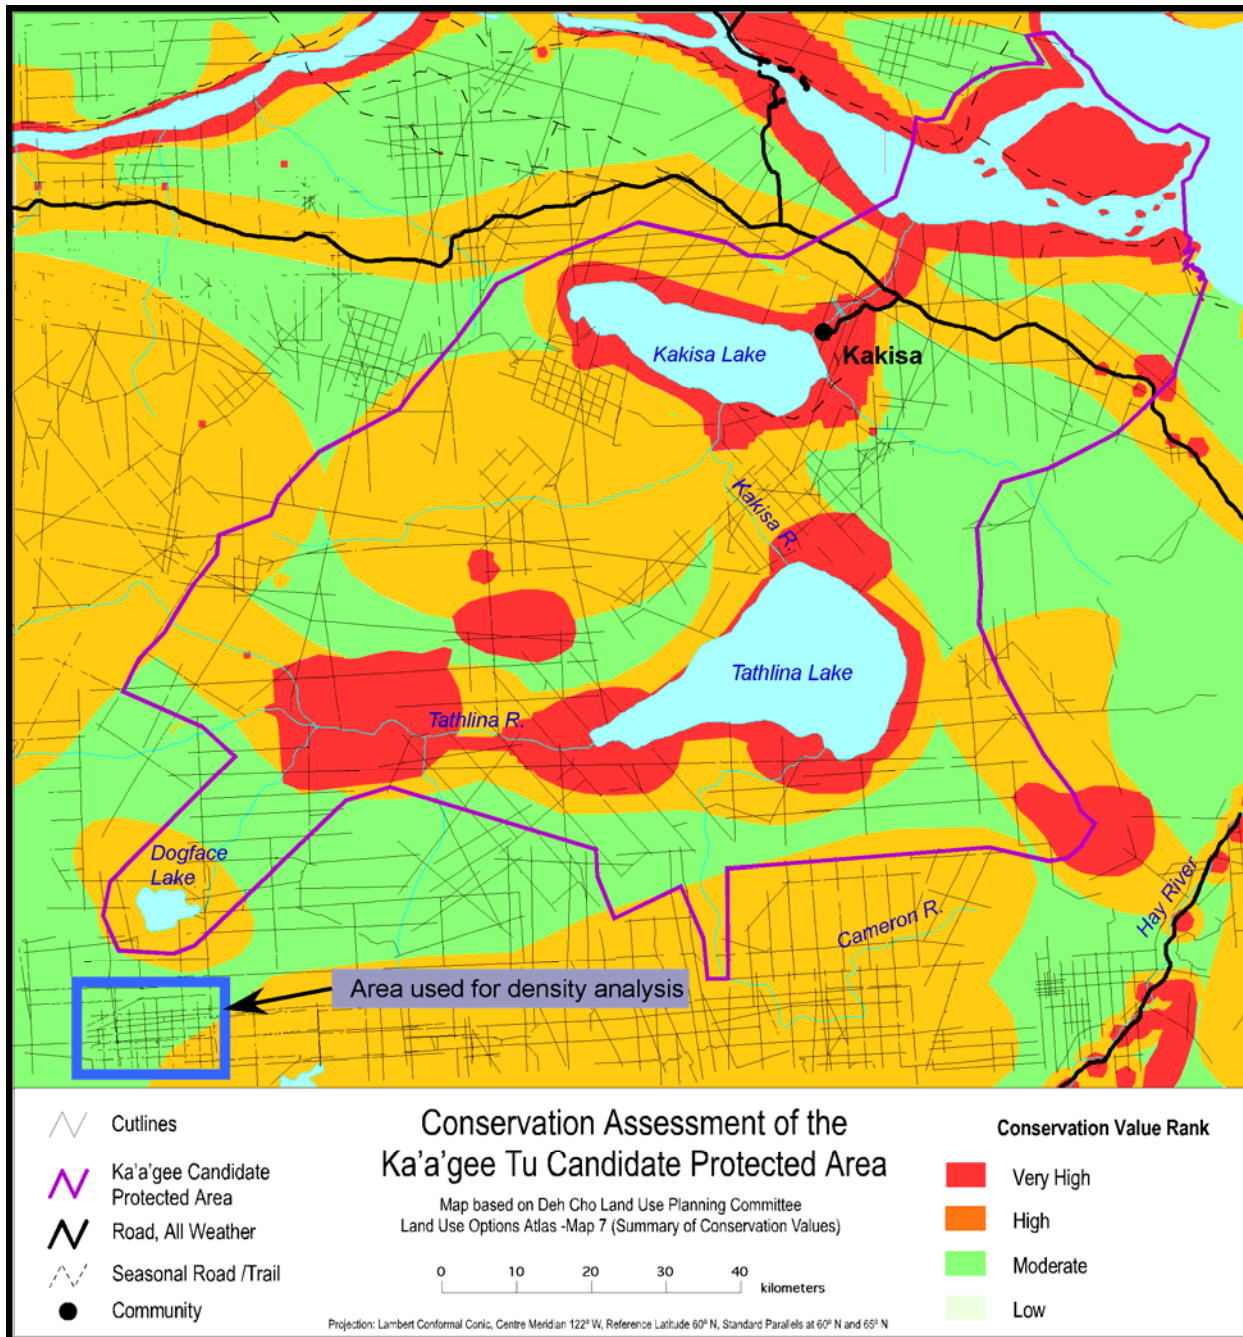 Kakisa Lake
Kakisa
Kakisa R.
Tathlina Lake
Tathlina R.
Dogface
Lake
Hay River
Cameron R.
Area used for density analysis
Cutlines
Ka'a'gee Candidate
Protected Area
Road, All Weather
Seasonal Road /Trail
Community
Conservation Assessment of the
Ka'a'gee Tu Candidate Protected Area
Map based on Deh Cho Land Use Planning Committee
Land Use Options Atlas -Map 7 (Summary of Conservation Values)
0 10 20 30 40
kilometers
Projection: Lambert Conformal Conic, Centre Meridian 122º W, Reference Latitude 60º N, Standard Parallels at 60º N and 65º N
Conservation Value Rank
Very High
High
Moderate
Low